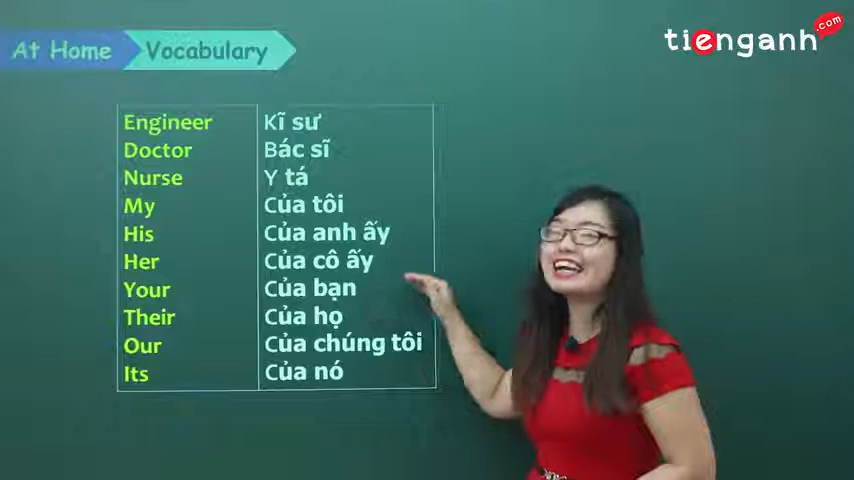 At Home Vocabulary
tienganh.com
Engineer Kĩ sư
Doctor Bác sĩ
Nurse Y tá
My Của tôi
His Của anh ấy
Her Của cô ấy
Your Của bạn
Their Của họ
Our Của chúng tôi
Its Của nó